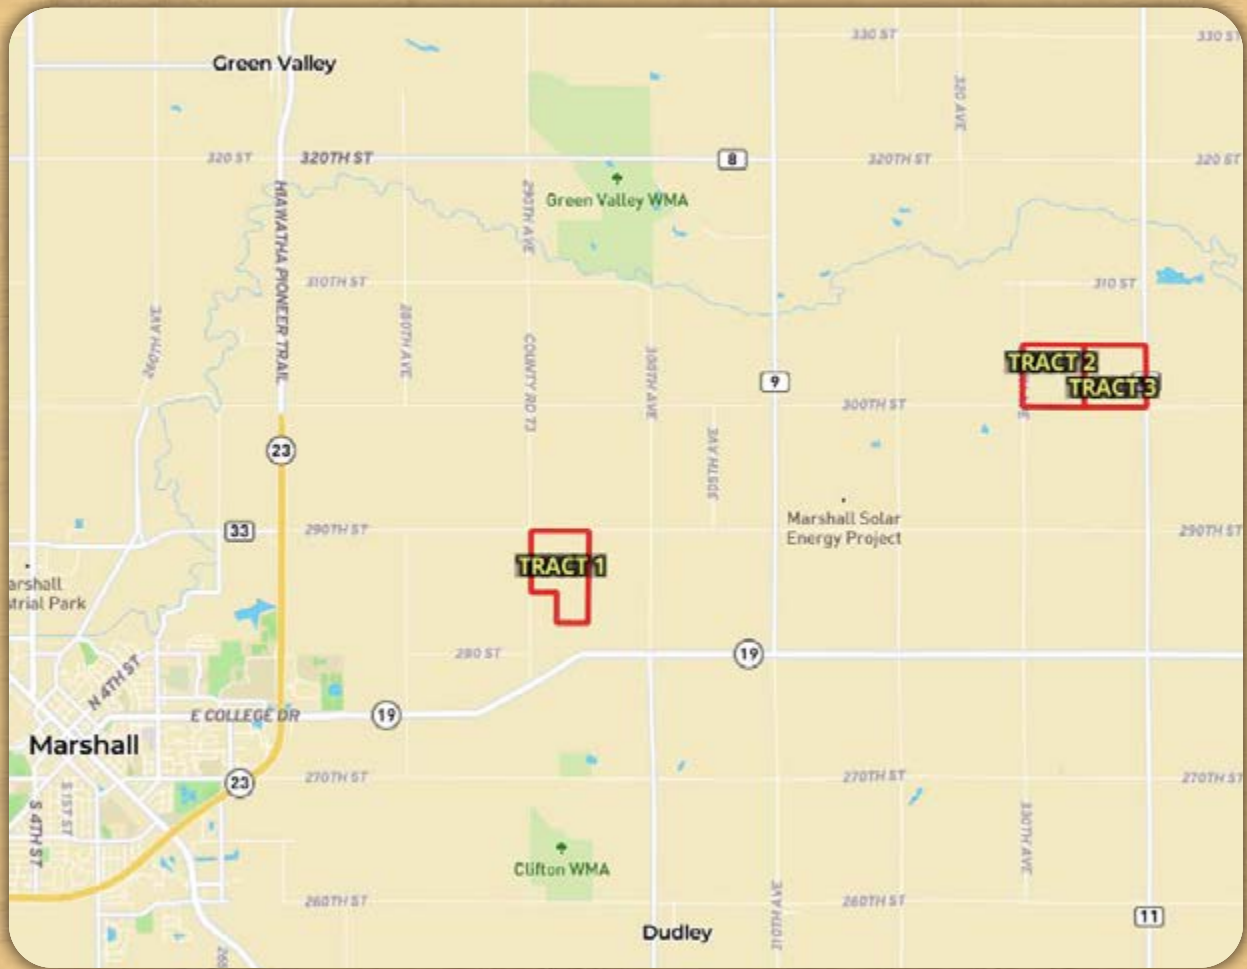 330 ST
330 ST
Green Valley
320 AVE
320 ST
320TH ST
8
320TH ST
320 ST
Green Valley WMA
HIAWATHA PIONEER TRAIL
290TH AVE
310TH ST
310 ST
260TH AVE
280TH AVE
COUNTY RD T3
300TH AVE
TRACT 2
TRACT 3
9
300TH ST
E
305TH AVE
23
Marshall Solar
Energy Project
33
290TH ST
290TH ST
TRACT 1
arshall
strial Park
280 ST
19
N 4TH ST
E COLLEGE DR
19
Marshall
23
270TH ST
270TH ST
270TH ST
S 1ST ST
S 4TH ST
330TH AVE
Clifton WMA
260TH ST
260TH ST
310TH AVE
11
Dudley